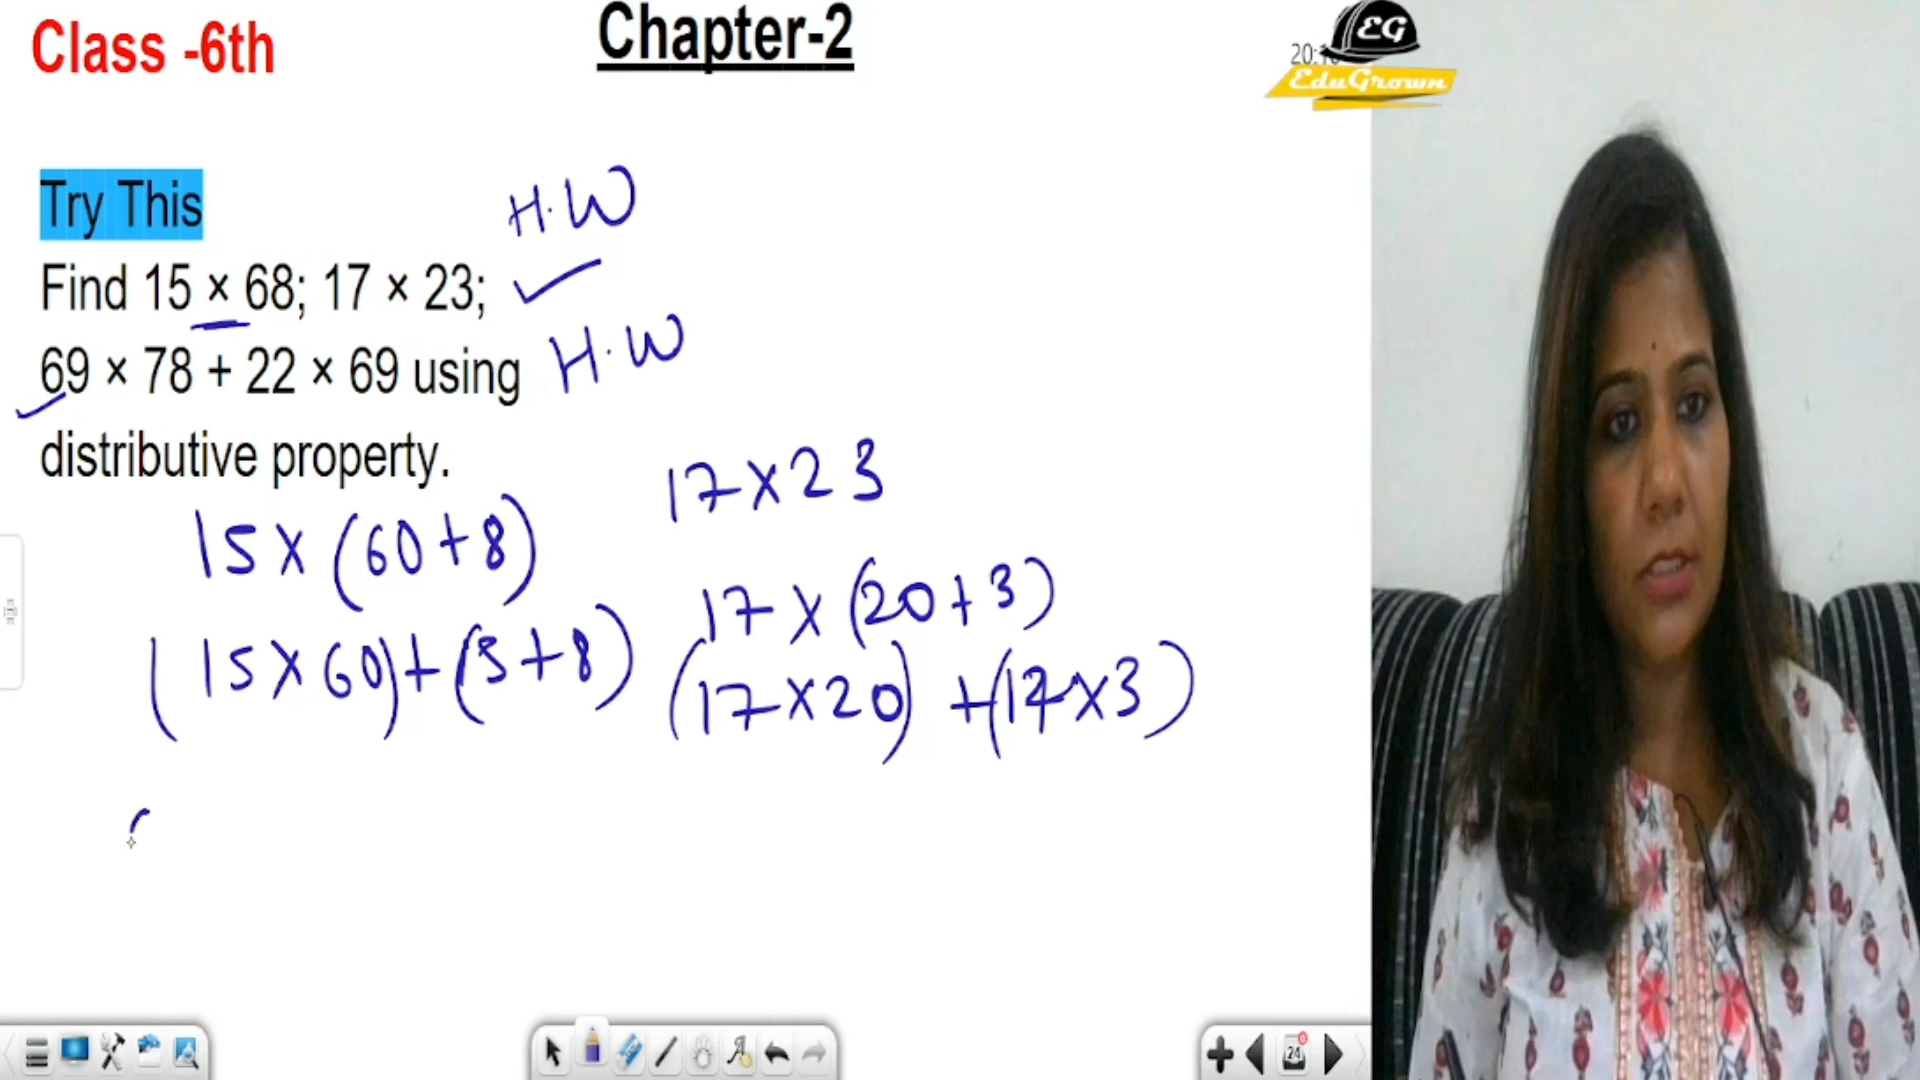 Class -6th
Chapter-2
EG
EduGrown
Try This
H.W
Find 15 × 68; 17 × 23;
69 × 78 + 22 × 69 using
H.W
distributive property.
15 × (60+8)
(15 × 60) + (5+8)
17 × 23
17 × (20+3)
(17 × 20) + (17 × 3)
24